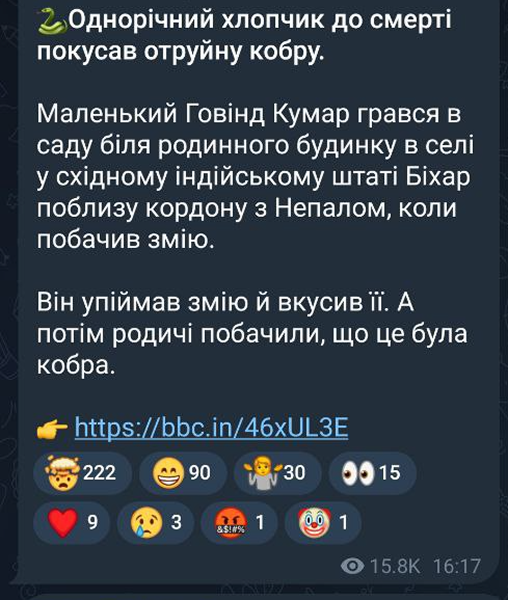 🐍Однорічний хлопчик до смерті
покусав отруйну кобру.
Маленький Говінд Кумар грався в
саду біля родинного будинку в селі
у східному індійському штаті Біхар
поблизу кордону з Непалом, коли
побачив змію.
Він упіймав змію й вкусив її. А
потім родичі побачили, що це була
кобра.
👉 https://bbc.in/46xUL3E
🤯 222 😁 90 🤷‍♂️ 30 👀 15
❤️ 9 😢 3 🤬 1 🤡 1
15.8K 16:17